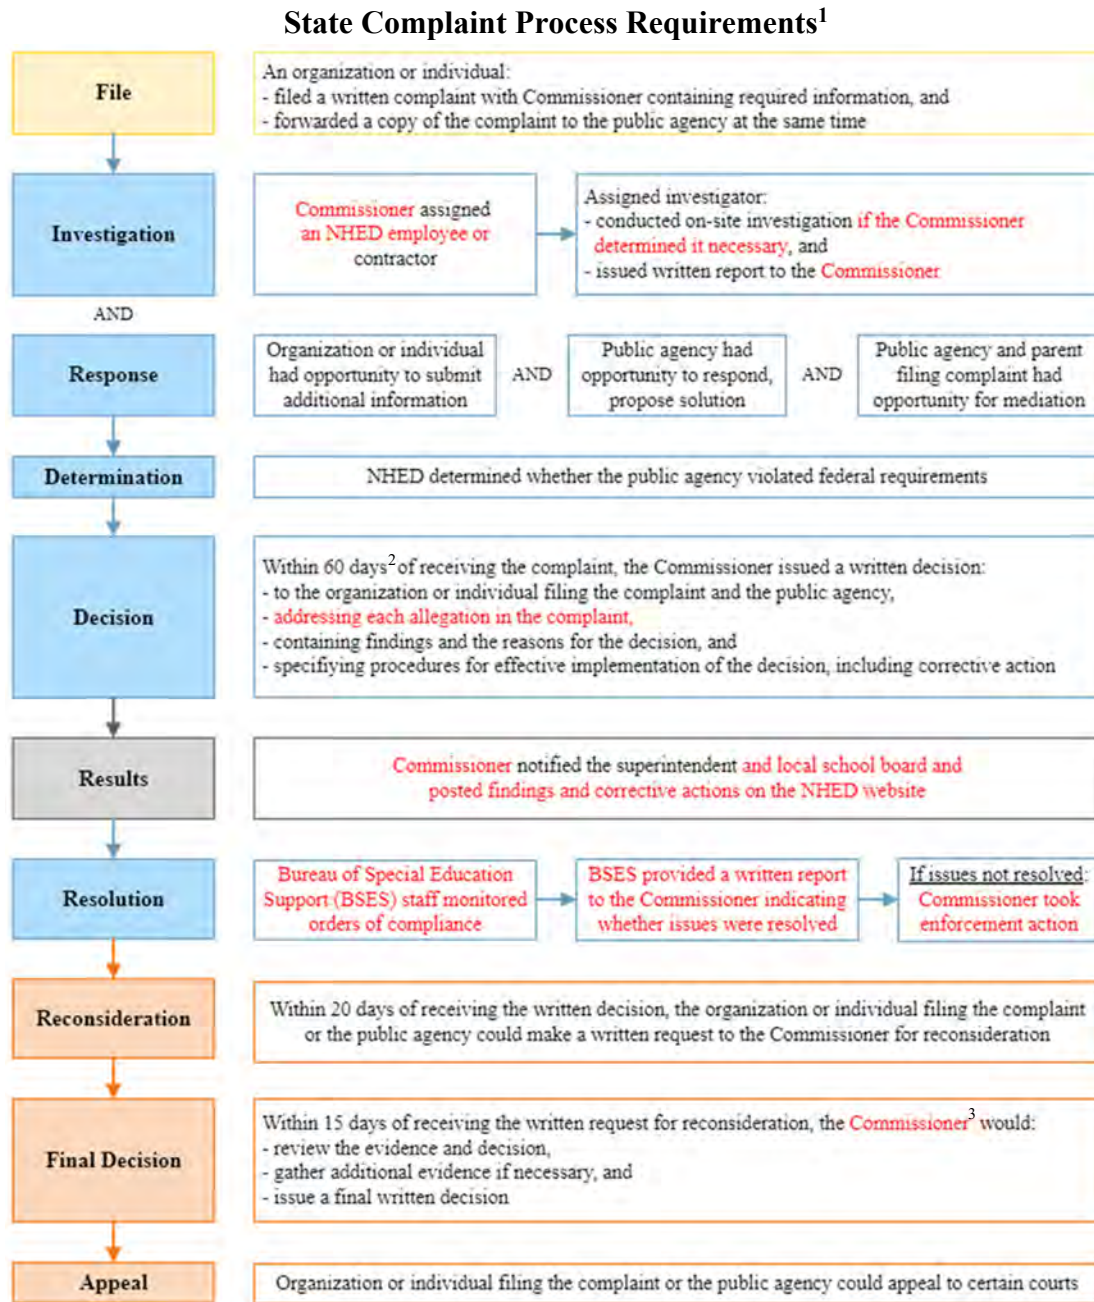 State Complaint Process Requirements1
File
An organization or individual:
- filed a written complaint with Commissioner containing required information, and
- forwarded a copy of the complaint to the public agency at the same time
Investigation
Commissioner assigned
an NHED employee or
contractor
Assigned investigator:
- conducted on-site investigation if the Commissioner
determined it necessary, and
- issued written report to the Commissioner
AND
Response
Organization or individual
had opportunity to submit
additional information
AND
Public agency had
opportunity to respond,
propose solution
AND
Public agency and parent
filing complaint had
opportunity for mediation
Determination
NHED determined whether the public agency violated federal requirements
Decision
Within 60 days2 of receiving the complaint, the Commissioner issued a written decision:
- to the organization or individual filing the complaint and the public agency,
- addressing each allegation in the complaint,
- containing findings and the reasons for the decision, and
- specifiying procedures for effective implementation of the decision, including corrective action
Results
Commissioner notified the superintendent and local school board and
posted findings and corrective actions on the NHED website
Resolution
Bureau of Special Education
Support (BSES) staff monitored
orders of compliance
BSES provided a written report
to the Commissioner indicating
whether issues were resolved
If issues not resolved:
Commissioner took
enforcement action
Reconsideration
Within 20 days of receiving the written decision, the organization or individual filing the complaint
or the public agency could make a written request to the Commissioner for reconsideration
Final Decision
Within 15 days of receiving the written request for reconsideration, the Commissioner3 would:
- review the evidence and decision,
- gather additional evidence if necessary, and
- issue a final written decision
Appeal
Organization or individual filing the complaint or the public agency could appeal to certain courts